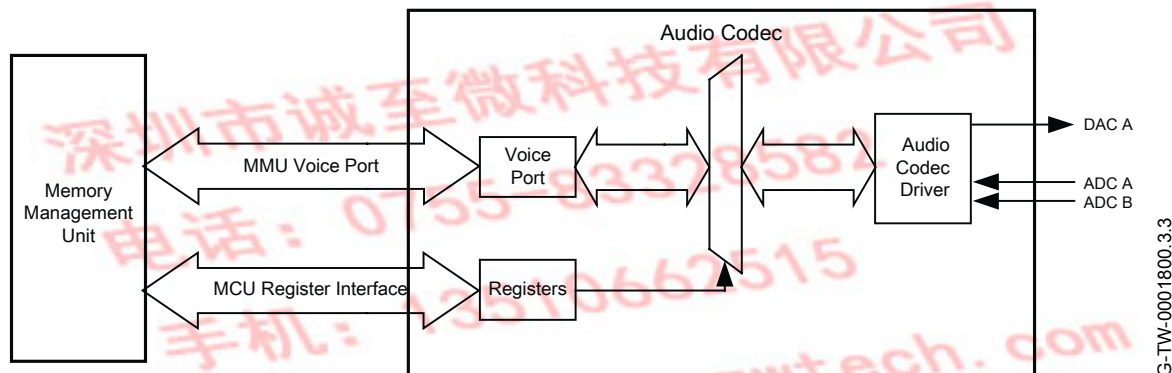 Audio Codec
深圳市诚至微科技有限公司
DAC A
Audio
Codec
Driver
Voice
Port
MMU Voice Port
Memory
Management
Unit
ADC A
ADC B
电话：0755-83328582
MCU Register Interface
Registers
手机：13510662515
G-TW-0001800.3.3
wtech.com